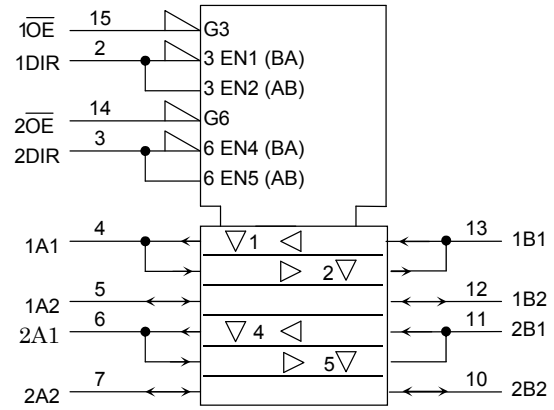 1OE 15 G3
1DIR 2 3 EN1 (BA)
3 EN2 (AB)
2OE 14 G6
2DIR 3 6 EN4 (BA)
6 EN5 (AB)
1A1 4 ▽1 ◁ 13 1B1
▷ 2▽
1A2 5 12 1B2
2A1 6 ▽4 ◁ 11 2B1
▷ 5▽
2A2 7 10 2B2